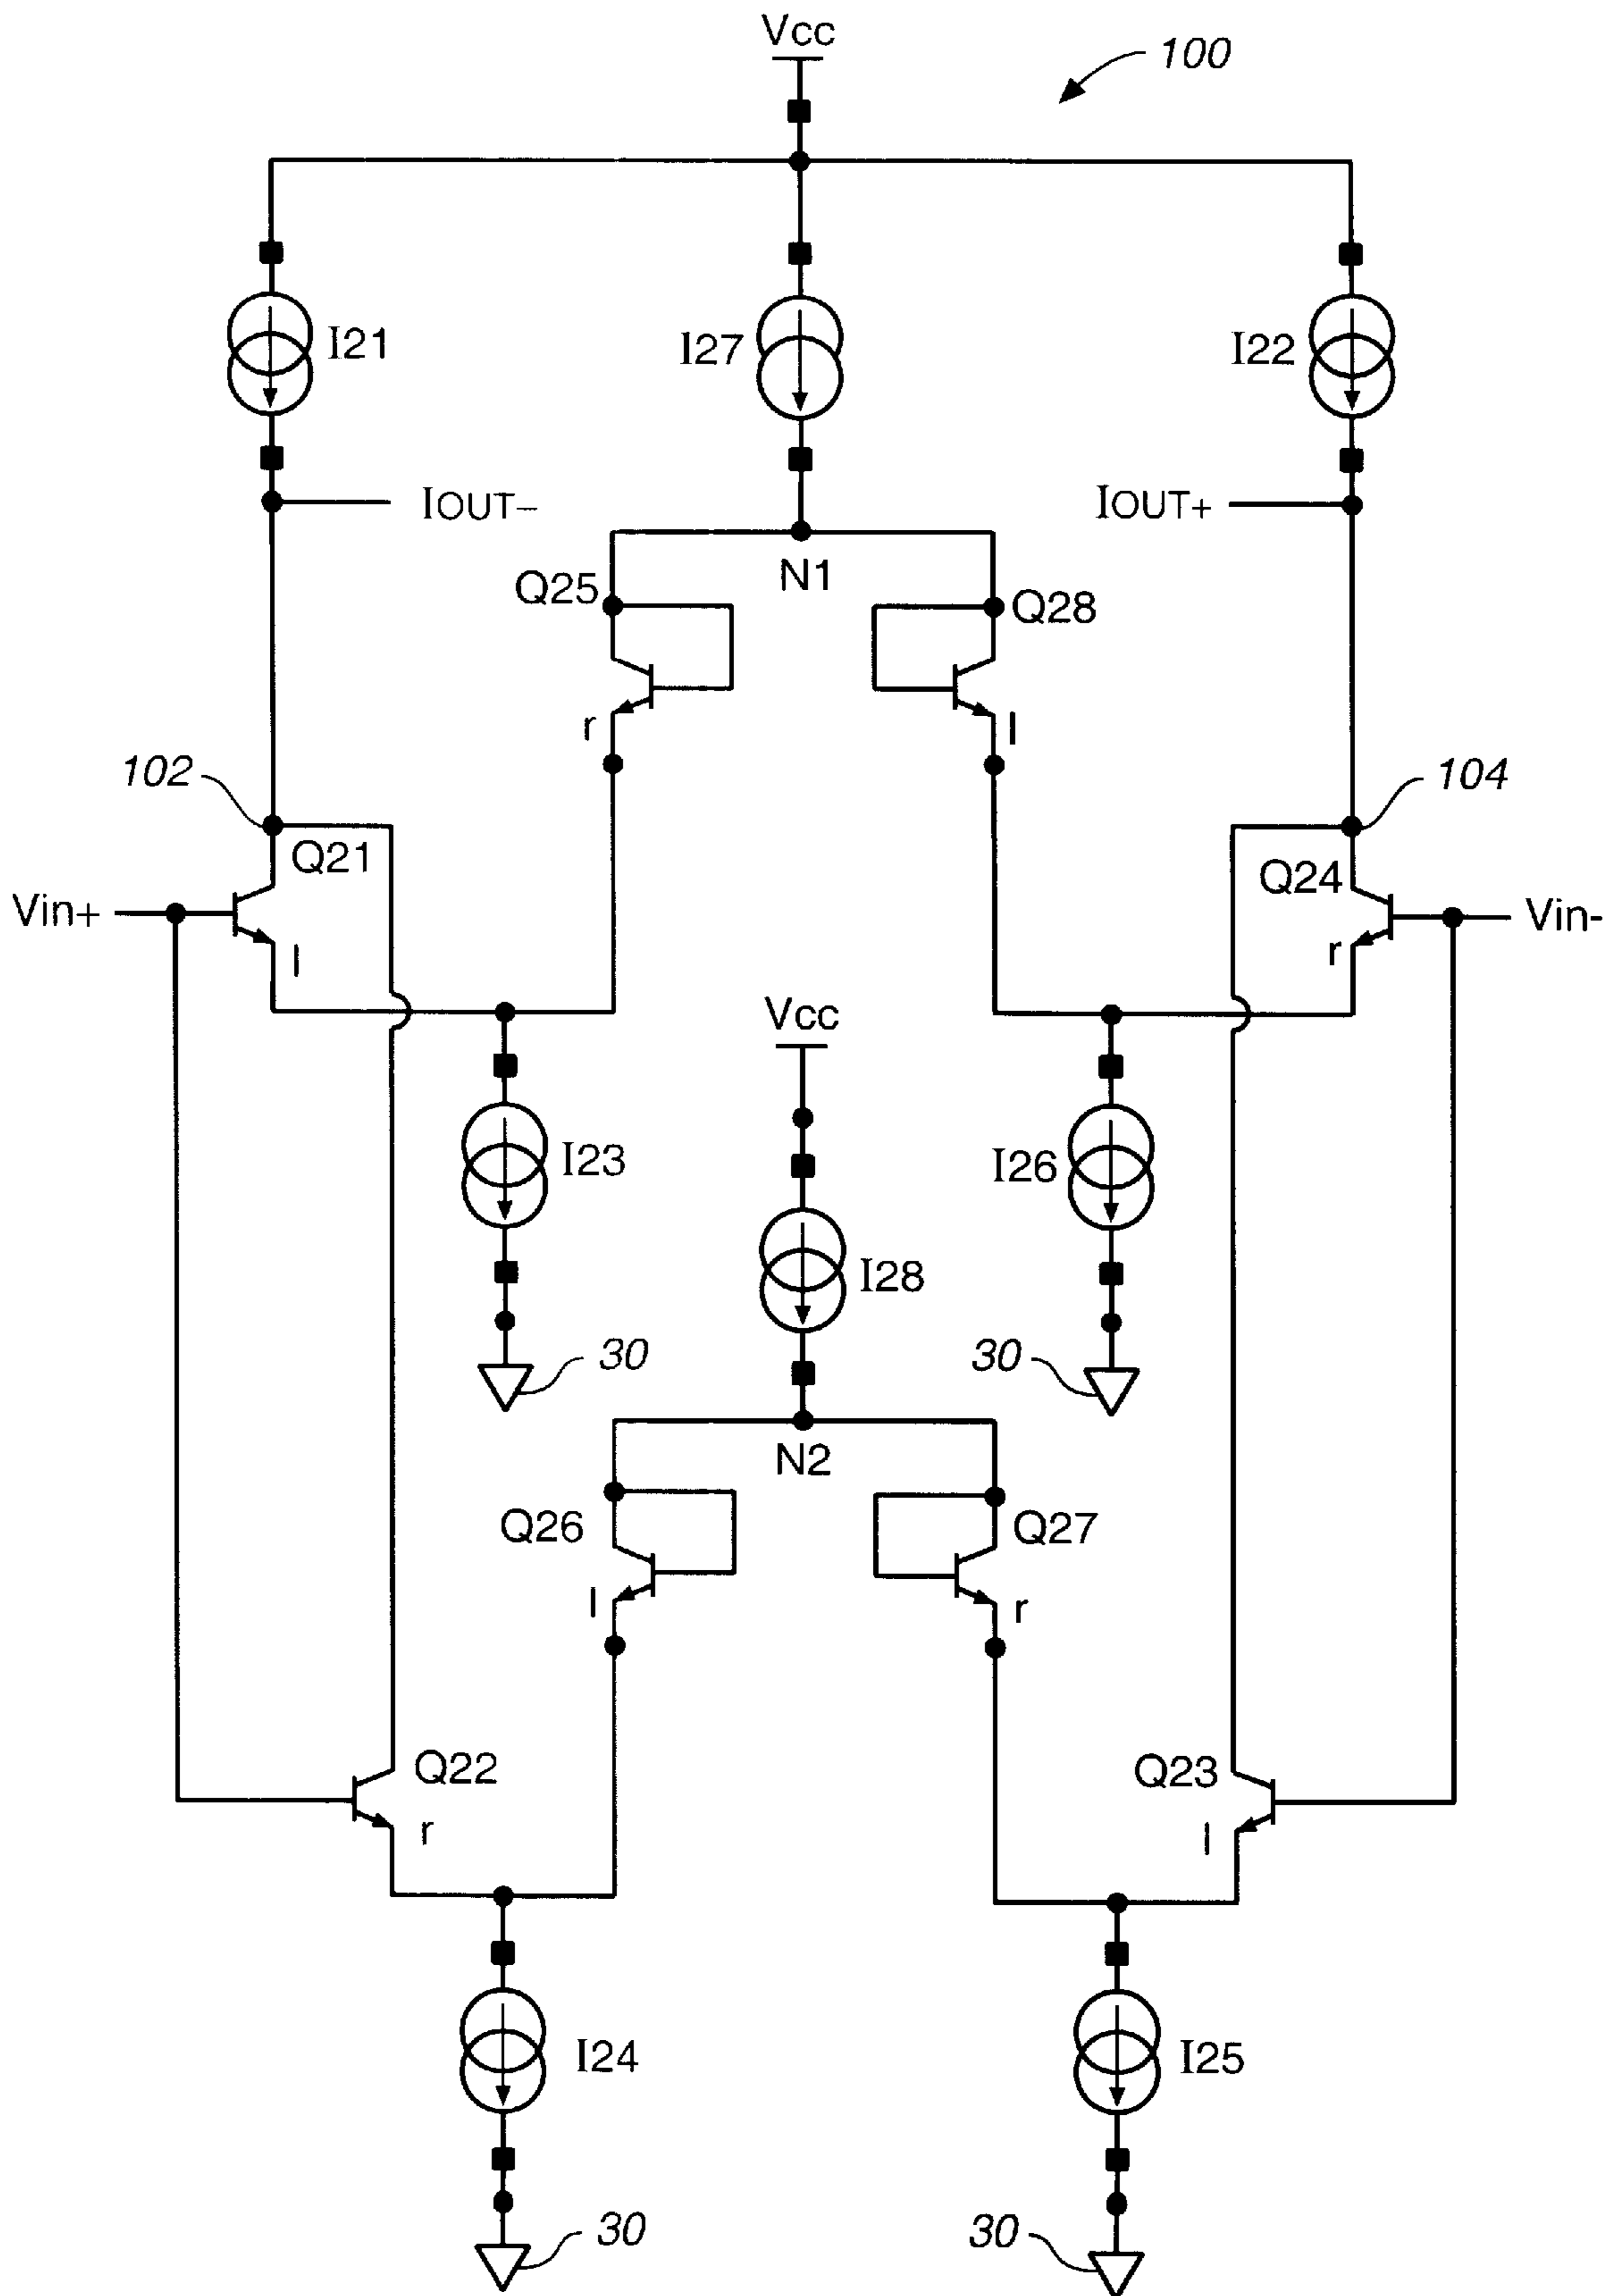 Vcc
100
I21
I27
I22
IOUT-
IOUT+
N1
Q25
Q28
r
l
102
104
Q21
Q24
Vin+
Vin-
l
r
Vcc
I23
I26
I28
30
30
N2
Q26
Q27
l
r
Q22
Q23
r
l
I24
I25
30
30